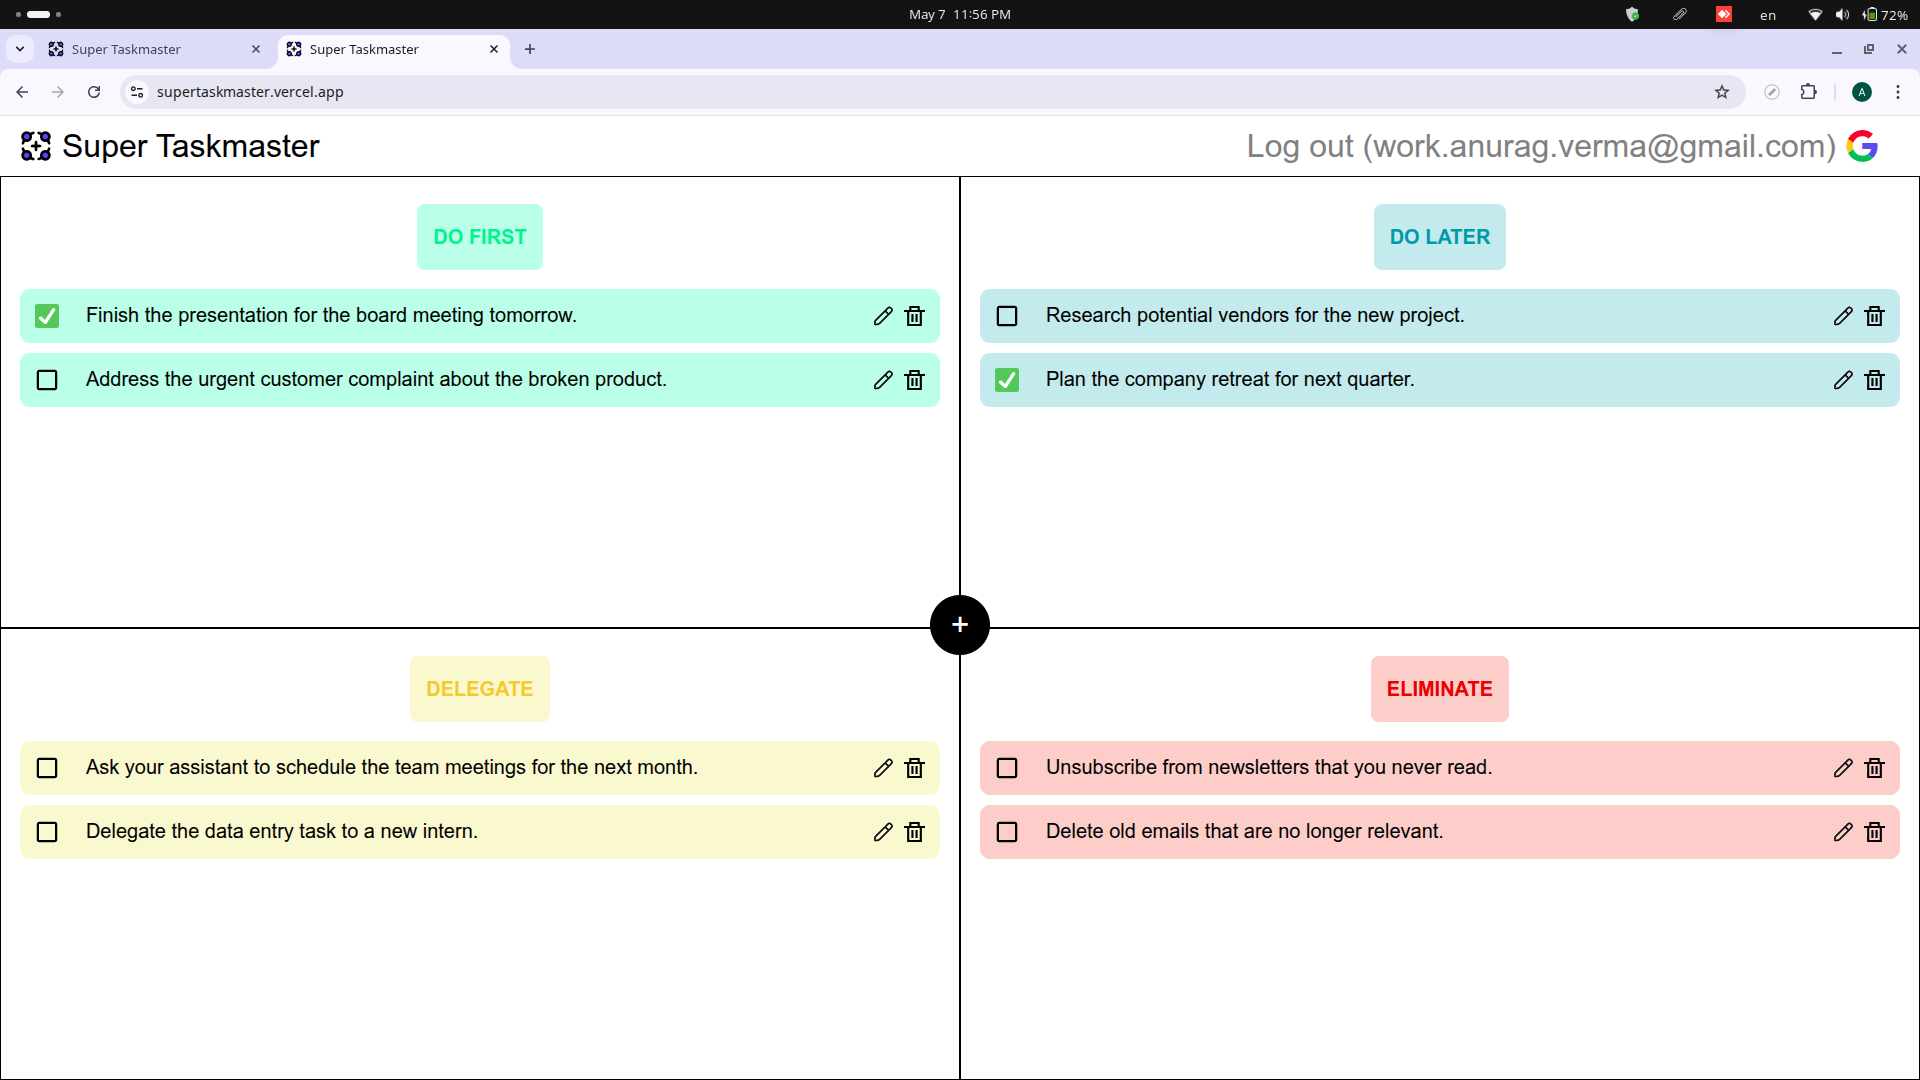 May 7 11:56 PM
en
72%
Super Taskmaster
Super Taskmaster
supertaskmaster.vercel.app
A
Super Taskmaster
Log out (work.anurag.verma@gmail.com)
DO FIRST
Finish the presentation for the board meeting tomorrow.
Address the urgent customer complaint about the broken product.
DO LATER
Research potential vendors for the new project.
Plan the company retreat for next quarter.
+
DELEGATE
Ask your assistant to schedule the team meetings for the next month.
Delegate the data entry task to a new intern.
ELIMINATE
Unsubscribe from newsletters that you never read.
Delete old emails that are no longer relevant.